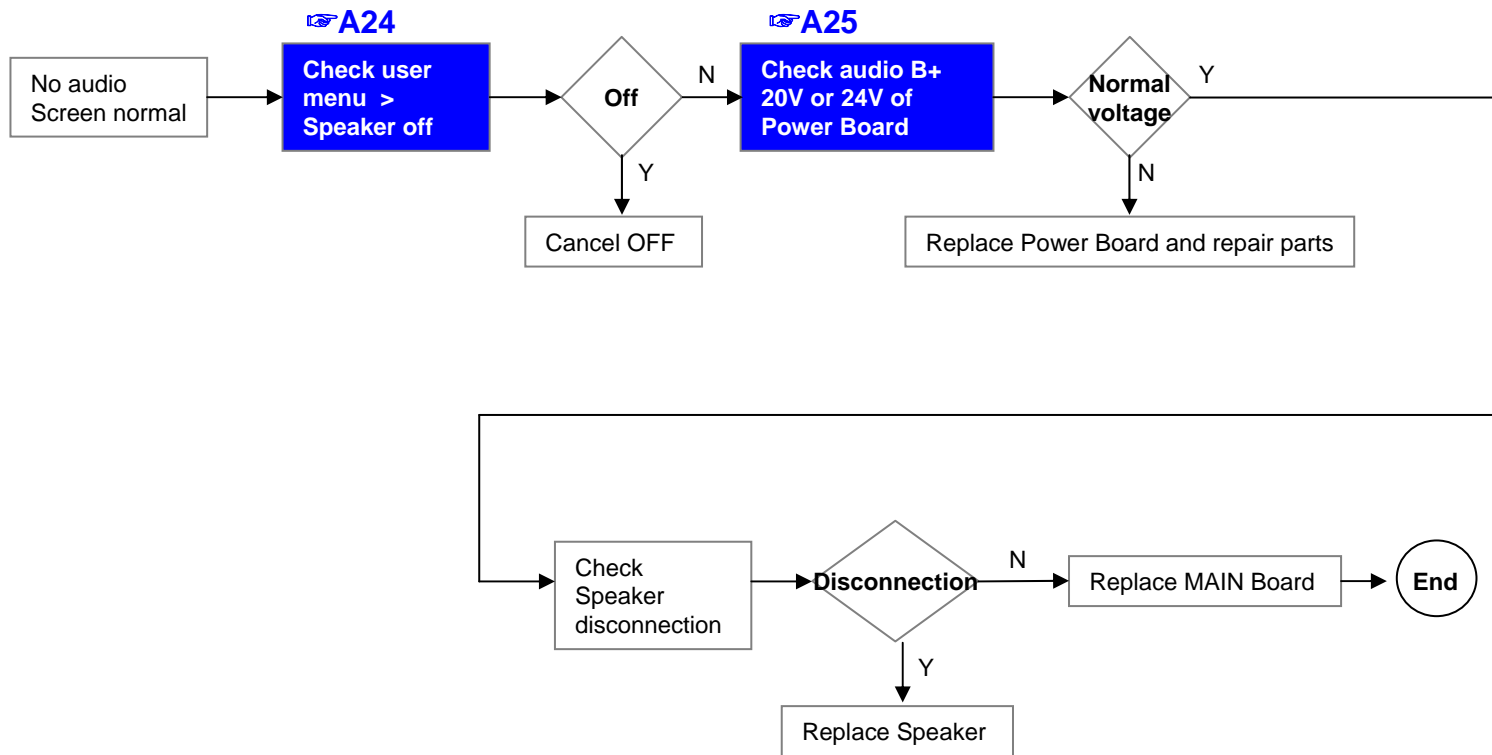 ☞A24
☞A25
No audio
Screen normal
Check user
menu >
Speaker off
Off
N
Y
Cancel OFF
Check audio B+
20V or 24V of
Power Board
Normal
voltage
Y
N
Replace Power Board and repair parts
Check
Speaker
disconnection
Disconnection
N
Y
Replace MAIN Board
End
Replace Speaker